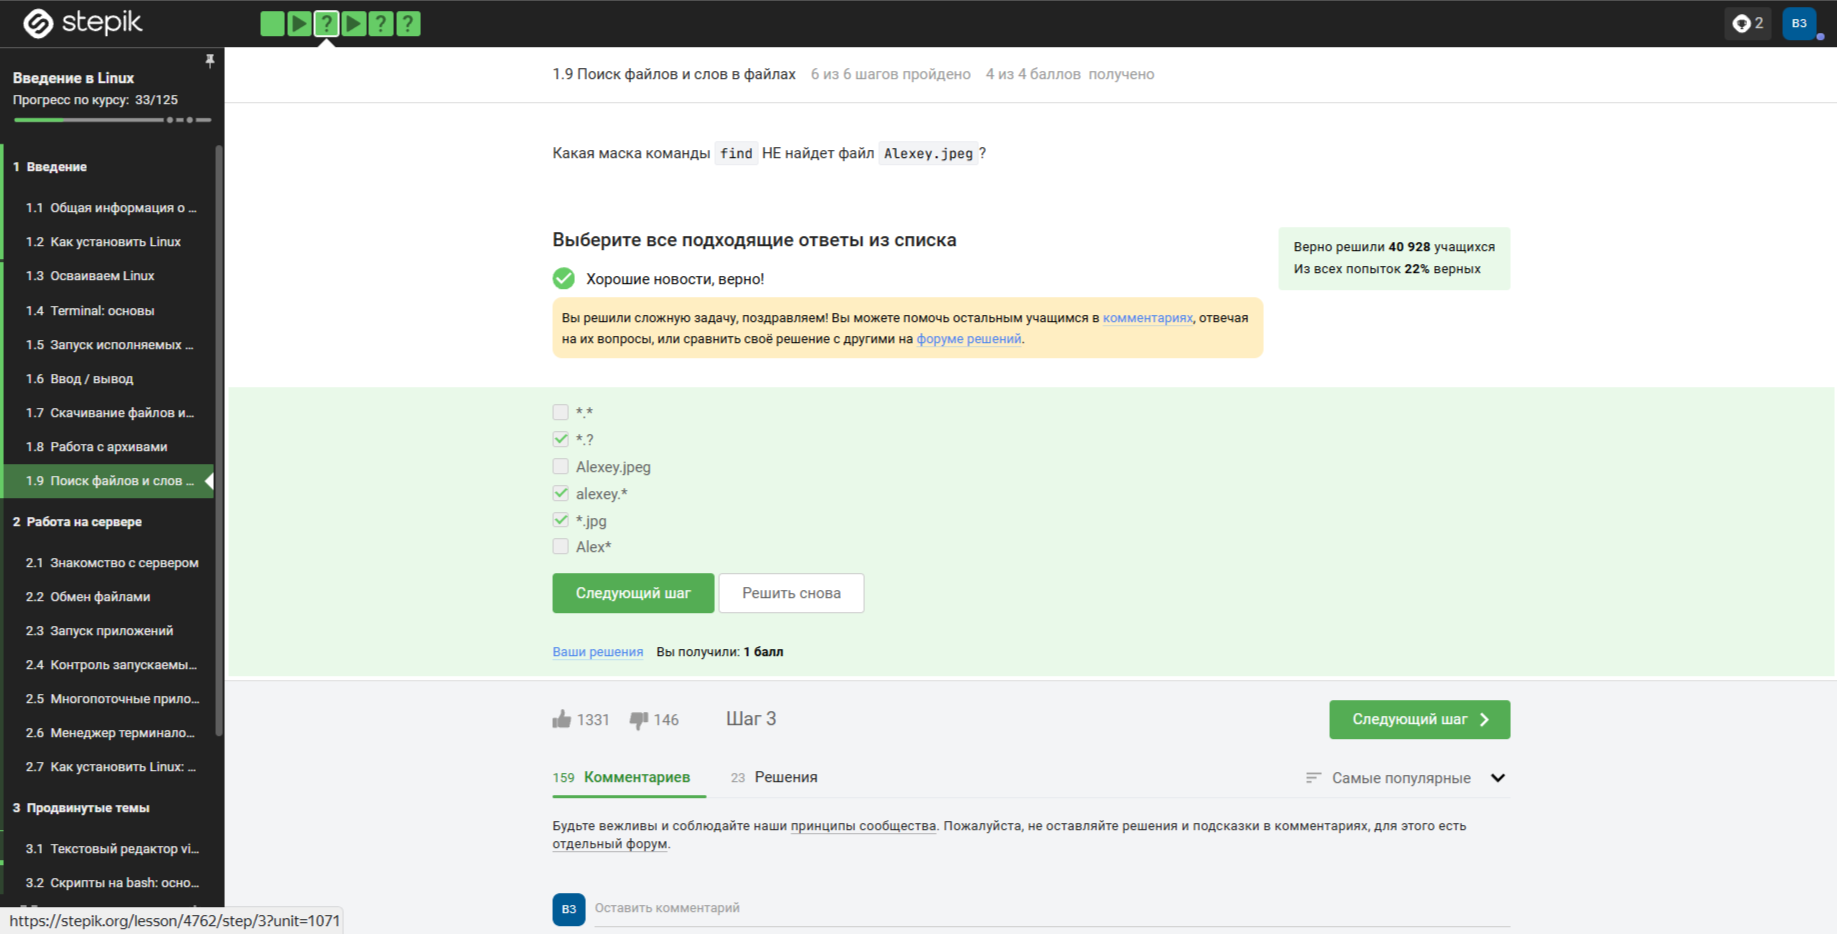 stepik
?
?
?
2
ВЗ
Введение в Linux
Прогресс по курсу: 33/125
1 Введение
1.1 Общая информация о ...
1.2 Как установить Linux
1.3 Осваиваем Linux
1.4 Terminal: основы
1.5 Запуск исполняемых ...
1.6 Ввод / вывод
1.7 Скачивание файлов и...
1.8 Работа с архивами
1.9 Поиск файлов и слов ...
2 Работа на сервере
2.1 Знакомство с сервером
2.2 Обмен файлами
2.3 Запуск приложений
2.4 Контроль запускаемы...
2.5 Многопоточные прило...
2.6 Менеджер терминало...
2.7 Как установить Linux: ...
3 Продвинутые темы
3.1 Текстовый редактор vi...
3.2 Скрипты на bash: осно...
https://stepik.org/lesson/4762/step/3?unit=1071
1.9 Поиск файлов и слов в файлах 6 из 6 шагов пройдено 4 из 4 баллов получено
Какая маска команды find НЕ найдет файл Alexey.jpeg ?
Выберите все подходящие ответы из списка
Хорошие новости, верно!
Верно решили 40 928 учащихся
Из всех попыток 22% верных
Вы решили сложную задачу, поздравляем! Вы можете помочь остальным учащимся в комментариях, отвечая
на их вопросы, или сравнить своё решение с другими на форуме решений.
*.*
*.?
Alexey.jpeg
alexey.*
*.jpg
Alex*
Следующий шаг
Решить снова
Ваши решения Вы получили: 1 балл
1331 146 Шаг 3
Следующий шаг
159 Комментариев 23 Решения
Самые популярные
Будьте вежливы и соблюдайте наши принципы сообщества. Пожалуйста, не оставляйте решения и подсказки в комментариях, для этого есть
отдельный форум.
ВЗ
Оставить комментарий